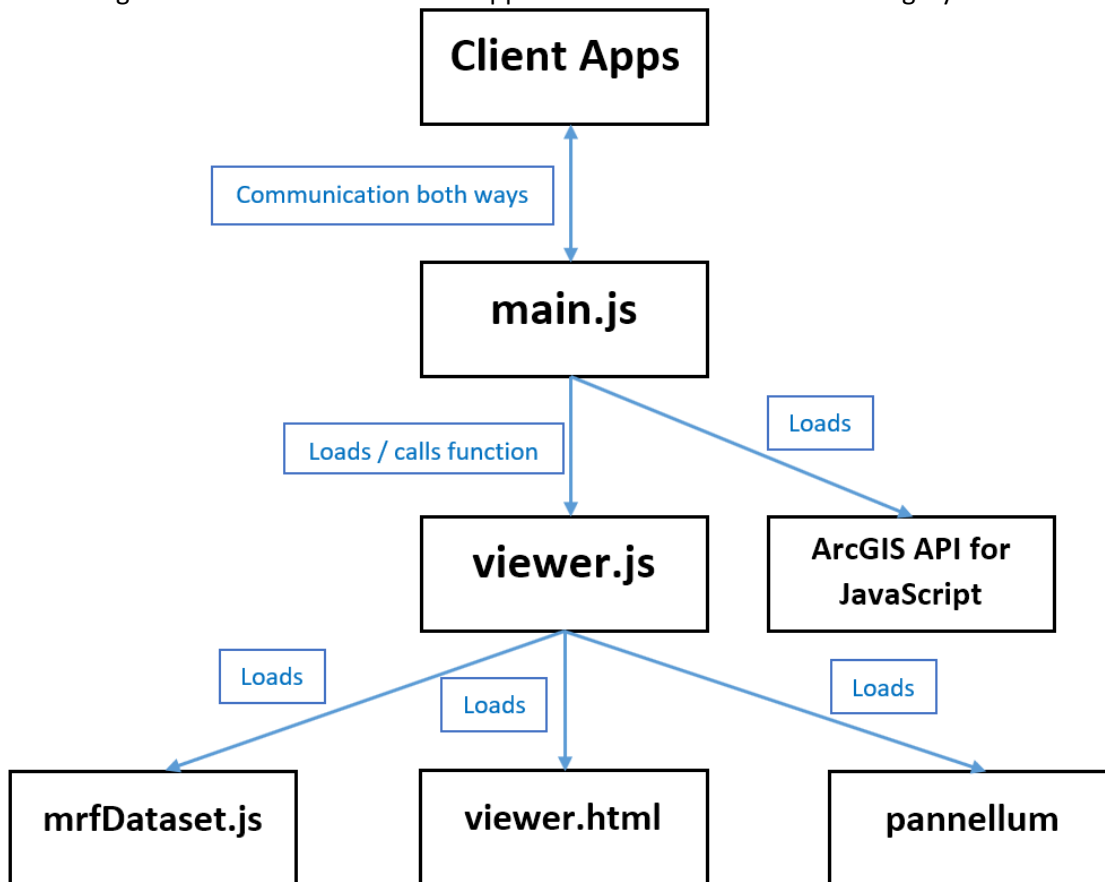 Client Apps
Communication both ways
main.js
Loads
Loads / calls function
viewer.js
ArcGIS API for
JavaScript
Loads
Loads
Loads
mrfDataset.js
viewer.html
pannellum